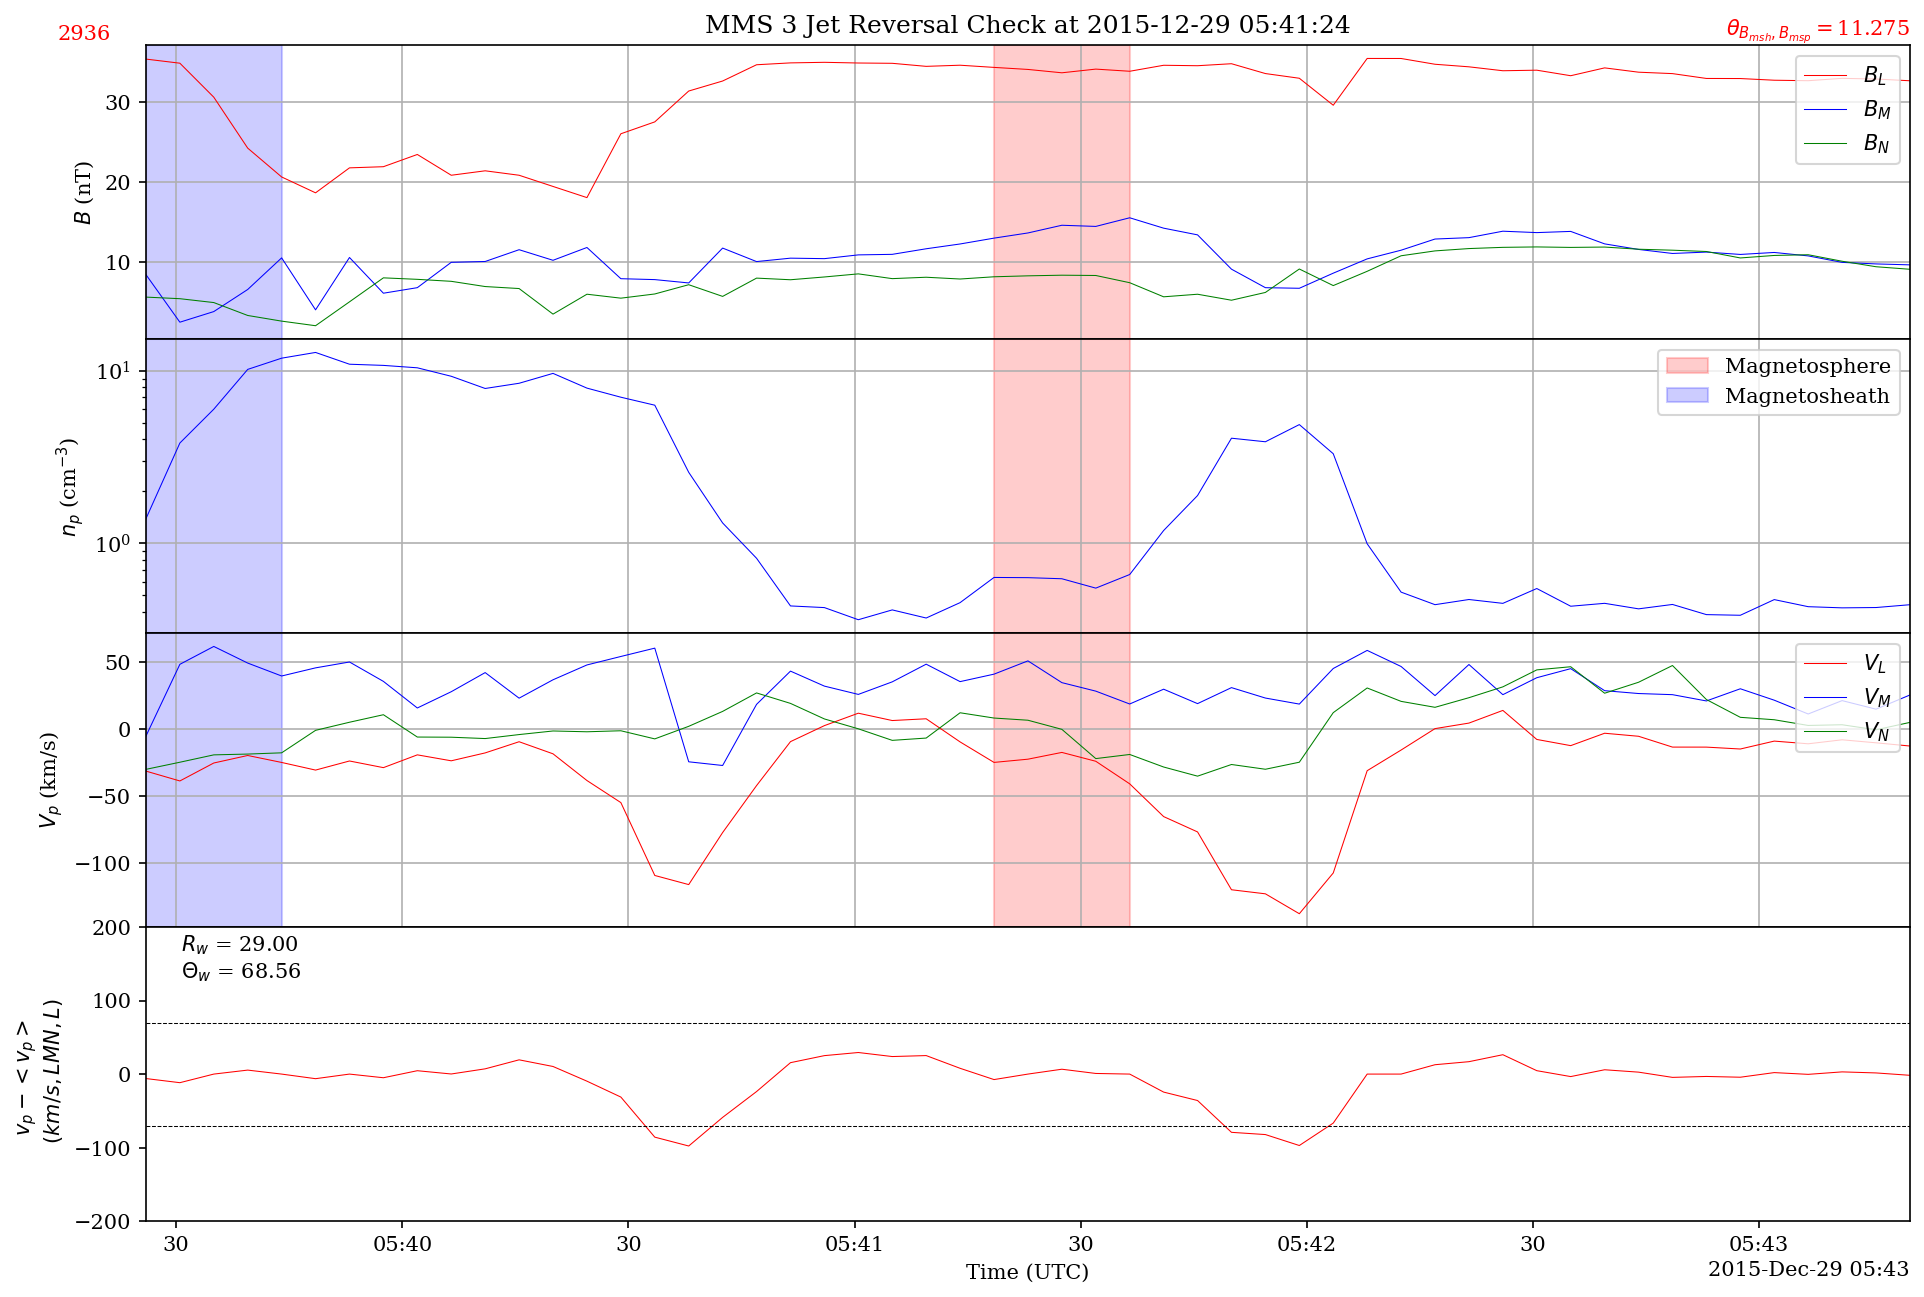 MMS 3 Jet Reversal Check at 2015-12-29 05:41:24
2936
θ_{B_{msh}, B_{msp}} = 11.275
B (nT)
30
20
10
B_L
B_M
B_N
n_p (cm^{−3})
10^1
10^0
Magnetosphere
Magnetosheath
V_p (km/s)
50
0
−50
−100
V_L
V_M
V_N
v_p − < v_p >
(km/s, LMN, L)
200
100
0
−100
−200
R_w = 29.00
Θ_w = 68.56
30 05:40 30 05:41 30 05:42 30 05:43
Time (UTC)
2015-Dec-29 05:43